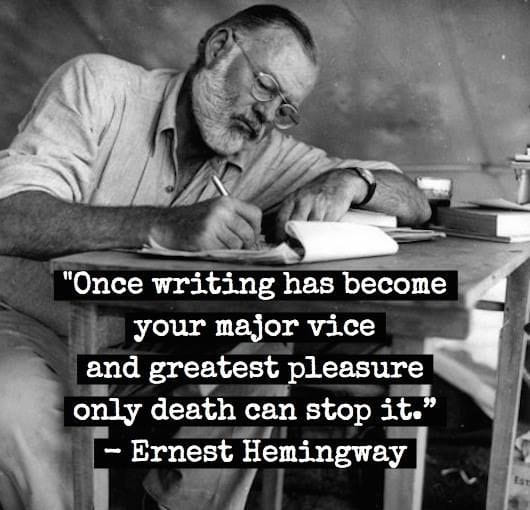 "Once writing has become
your major vice
and greatest pleasure
only death can stop it.”
- Ernest Hemingway